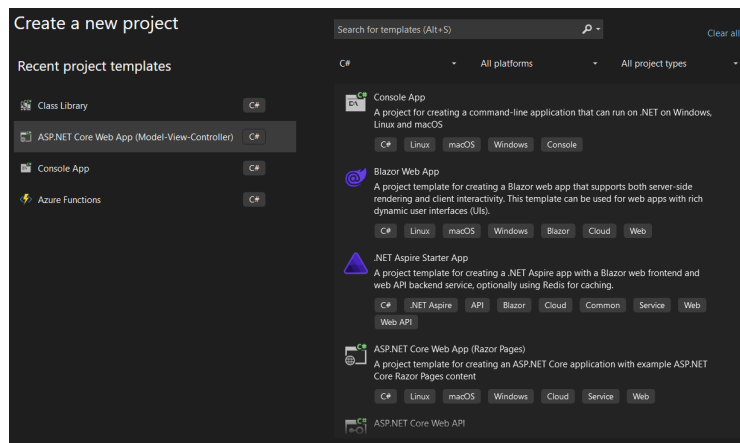 Create a new project
Search for templates (Alt+S)
Clear all
Recent project templates
C#
All platforms
All project types
Class Library
C#
ASP.NET Core Web App (Model-View-Controller)
C#
Console App
C#
Azure Functions
C#
Console App
A project for creating a command-line application that can run on .NET on Windows,
Linux and macOS
C# Linux macOS Windows Console
Blazor Web App
A project template for creating a Blazor web app that supports both server-side
rendering and client interactivity. This template can be used for web apps with rich
dynamic user interfaces (UIs).
C# Linux macOS Windows Blazor Cloud Web
.NET Aspire Starter App
A project template for creating a .NET Aspire app with a Blazor web frontend and
web API backend service, optionally using Redis for caching.
C# .NET Aspire API Blazor Cloud Common Service Web
Web API
ASP.NET Core Web App (Razor Pages)
A project template for creating an ASP.NET Core application with example ASP.NET
Core Razor Pages content
C# Linux macOS Windows Cloud Service Web
ASP.NET Core Web API